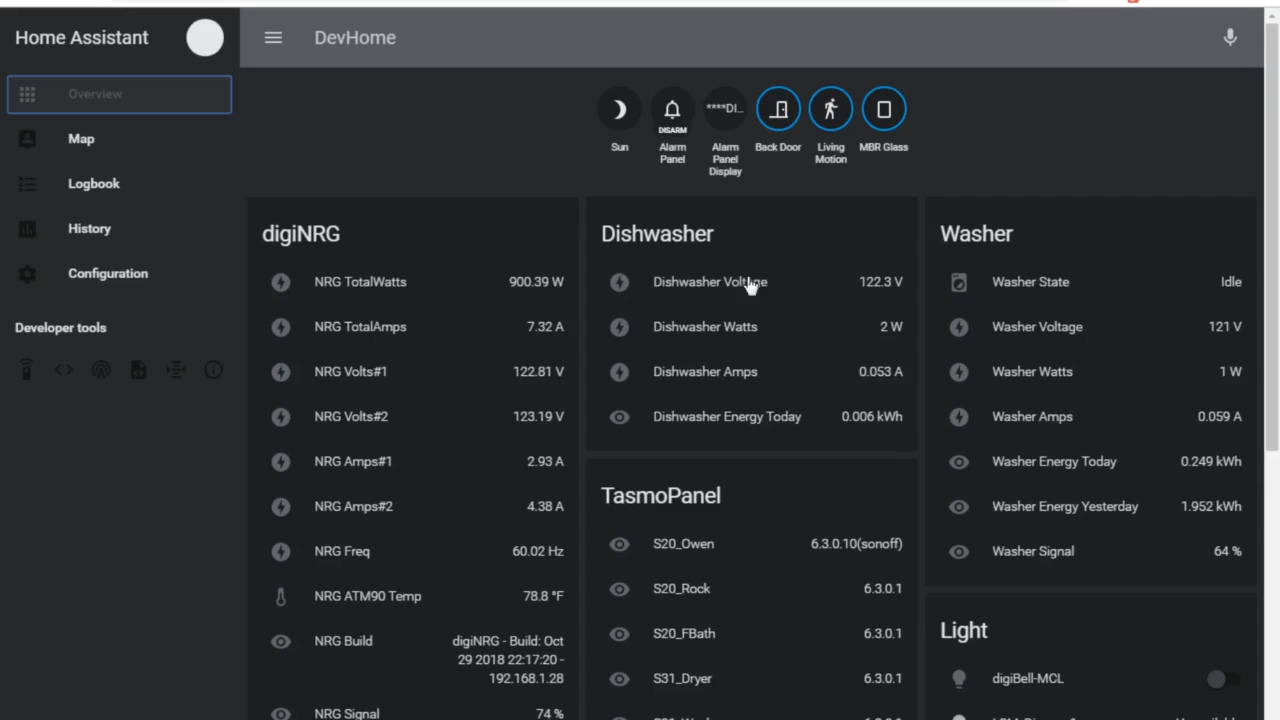 Home Assistant
DevHome
Overview
Map
Logbook
History
Configuration
Developer tools
****DI...
DISARM
Sun
Alarm
Panel
Alarm
Panel
Display
Back Door
Living
Motion
MBR Glass
digiNRG
NRG TotalWatts 900.39 W
NRG TotalAmps 7.32 A
NRG Volts#1 122.81 V
NRG Volts#2 123.19 V
NRG Amps#1 2.93 A
NRG Amps#2 4.38 A
NRG Freq 60.02 Hz
NRG ATM90 Temp 78.8 °F
NRG Build digiNRG - Build: Oct
29 2018 22:17:20 -
192.168.1.28
NRG Signal 74 %
Dishwasher
Dishwasher Voltage 122.3 V
Dishwasher Watts 2 W
Dishwasher Amps 0.053 A
Dishwasher Energy Today 0.006 kWh
TasmoPanel
S20_Owen 6.3.0.10(sonoff)
S20_Rock 6.3.0.1
S20_FBath 6.3.0.1
S31_Dryer 6.3.0.1
Washer
Washer State Idle
Washer Voltage 121 V
Washer Watts 1 W
Washer Amps 0.059 A
Washer Energy Today 0.249 kWh
Washer Energy Yesterday 1.952 kWh
Washer Signal 64 %
Light
digiBell-MCL